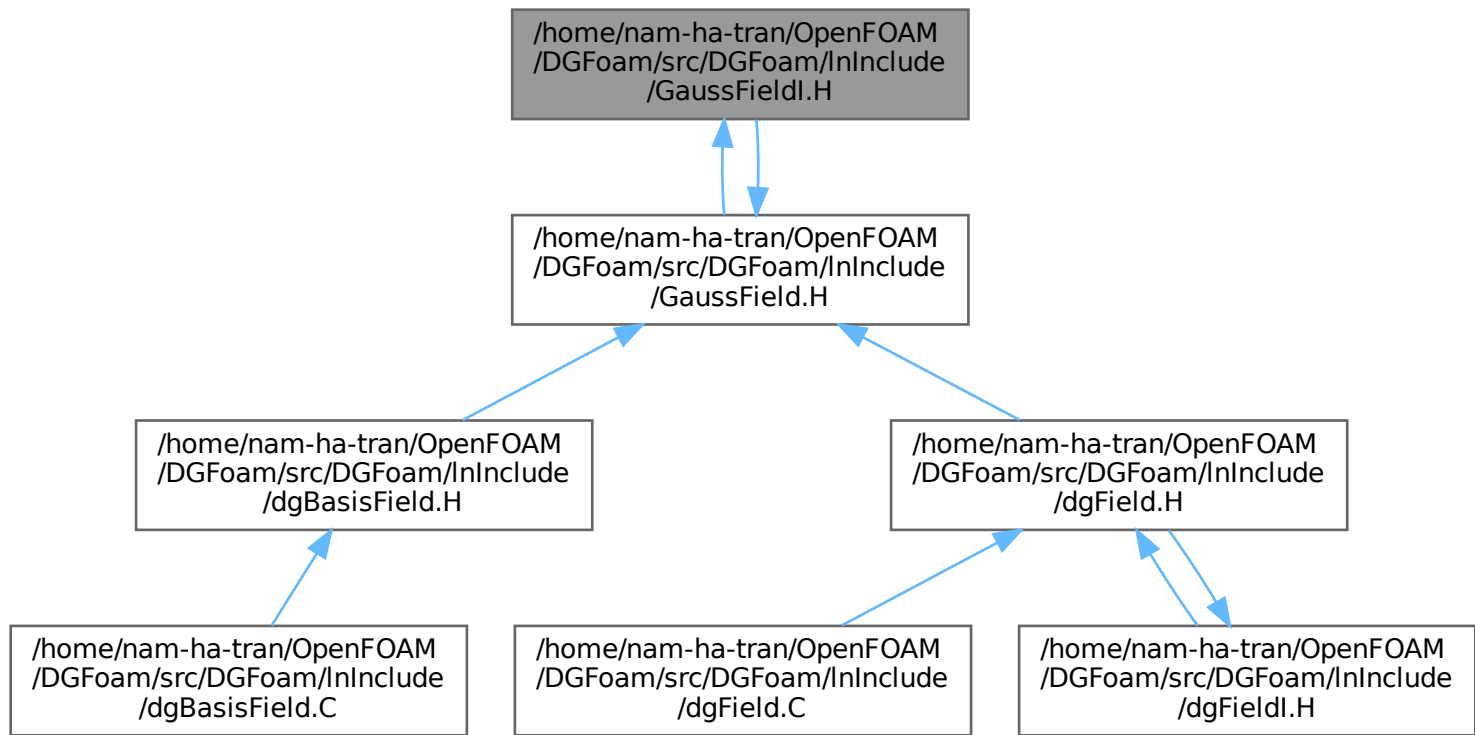 /home/nam-ha-tran/OpenFOAM
/DGFoam/src/DGFoam/lnInclude
/GaussFieldI.H
/home/nam-ha-tran/OpenFOAM
/DGFoam/src/DGFoam/lnInclude
/GaussField.H
/home/nam-ha-tran/OpenFOAM
/DGFoam/src/DGFoam/lnInclude
/dgBasisField.H
/home/nam-ha-tran/OpenFOAM
/DGFoam/src/DGFoam/lnInclude
/dgField.H
/home/nam-ha-tran/OpenFOAM
/DGFoam/src/DGFoam/lnInclude
/dgBasisField.C
/home/nam-ha-tran/OpenFOAM
/DGFoam/src/DGFoam/lnInclude
/dgField.C
/home/nam-ha-tran/OpenFOAM
/DGFoam/src/DGFoam/lnInclude
/dgFieldI.H